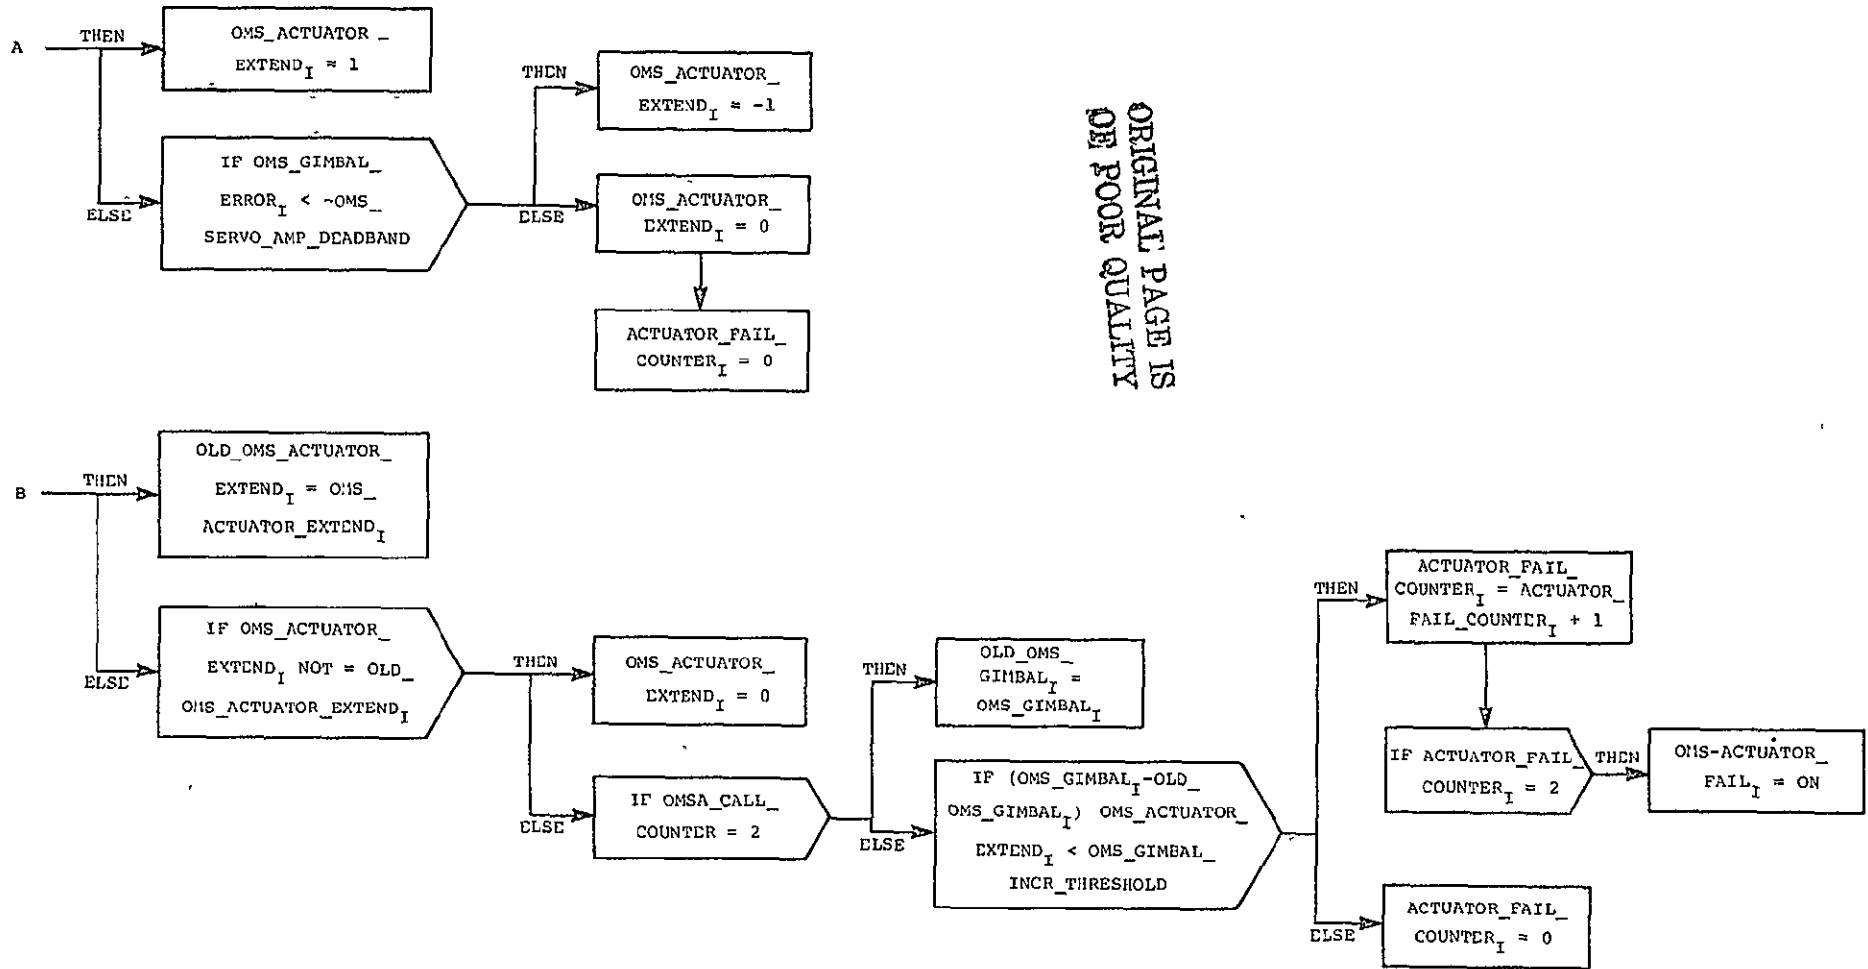 A
THEN
OMS_ACTUATOR_
EXTEND_I = 1
ELSE
IF OMS_GIMBAL_
ERROR_I < -OMS_
SERVO_AMP_DEADBAND
THEN
OMS_ACTUATOR_
EXTEND_I = -1
ELSE
OMS_ACTUATOR_
EXTEND_I = 0
ACTUATOR_FAIL_
COUNTER_I = 0
ORIGINAL PAGE IS
OF POOR QUALITY
B
THEN
OLD_OMS_ACTUATOR_
EXTEND_I = OMS_
ACTUATOR_EXTEND_I
ELSE
IF OMS_ACTUATOR_
EXTEND_I NOT = OLD_
OMS_ACTUATOR_EXTEND_I
THEN
OMS_ACTUATOR_
EXTEND_I = 0
ELSE
IF OMSA_CALL_
COUNTER = 2
THEN
OLD_OMS_
GIMBAL_I =
OMS_GIMBAL_I
ELSE
IF (OMS_GIMBAL_I-OLD_
OMS_GIMBAL_I) OMS_ACTUATOR_
EXTEND_I < OMS_GIMBAL_
INCR_THRESHOLD
THEN
ACTUATOR_FAIL_
COUNTER_I = ACTUATOR_
FAIL_COUNTER_I + 1
IF ACTUATOR_FAIL_
COUNTER_I = 2
THEN
OMS-ACTUATOR_
FAIL_I = ON
ELSE
ACTUATOR_FAIL_
COUNTER_I = 0